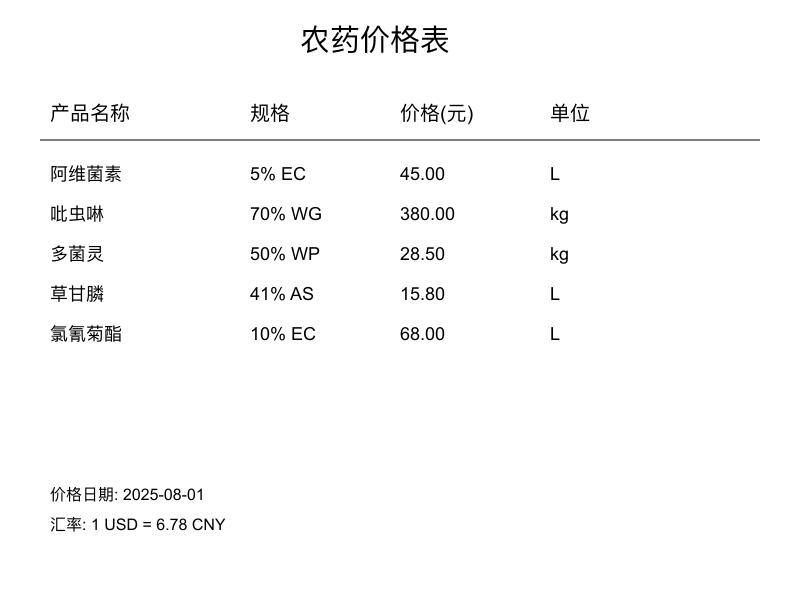 农药价格表
产品名称 规格 价格(元) 单位
阿维菌素 5% EC 45.00 L
吡虫啉 70% WG 380.00 kg
多菌灵 50% WP 28.50 kg
草甘膦 41% AS 15.80 L
氯氰菊酯 10% EC 68.00 L
价格日期: 2025-08-01
汇率: 1 USD = 6.78 CNY